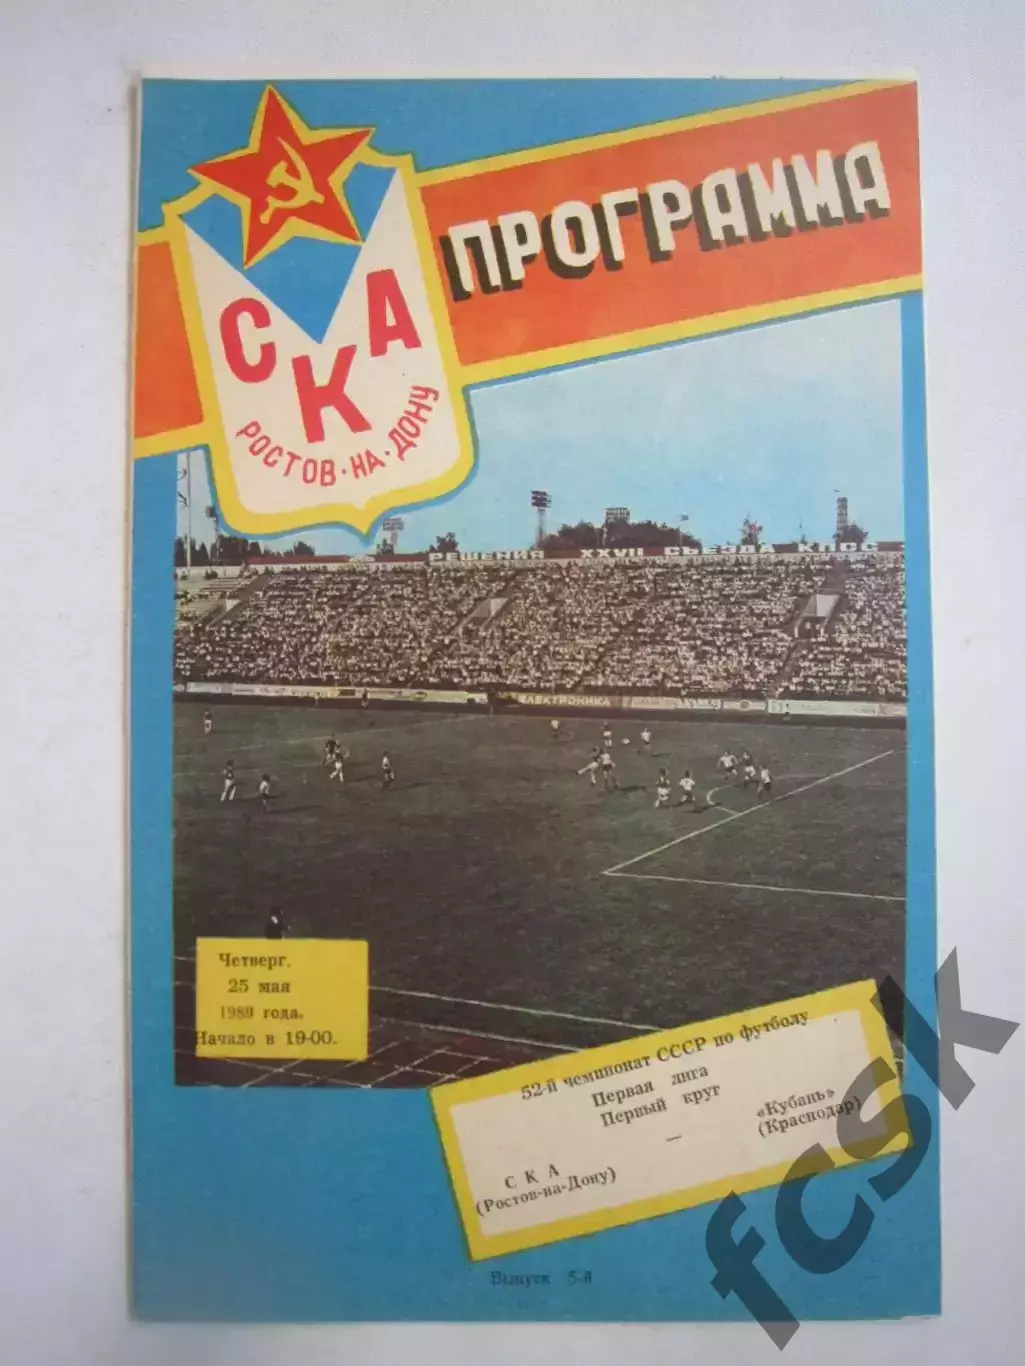 ПРОГРАММА
СКА
РОСТОВ-НА-ДОНУ
РЕШЕНИЯ XXVII СЪЕЗДА КПСС
Четверг,
25 мая
1989 года.
Начало в 19-00.
52-й чемпионат СССР по футболу
Первая лига
Первый круг
СКА — «Кубань»
(Ростов-на-Дону) (Краснодар)
Выпуск 5-й
fcsk